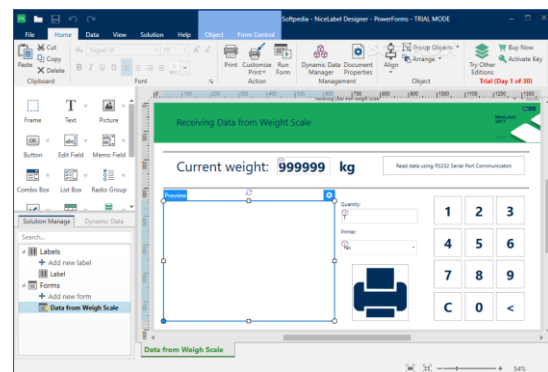 Softpedia - NiceLabel Designer - PowerForms - TRIAL MODE
File Home Data View Solution Help Object Form Control
Paste
Cut
Copy
Delete
Clipboard
Segoe UI
B I U
Font
Print
Customize Print
Run Form
Action
Dynamic Data Manager
Document Properties
Management
Align
Group Objects
Arrange
Object
Try Other Editions
Buy Now
Activate Key
Trial (Day 1 of 30)
Frame Text Picture
OK
Button Edit Field Memo Field
Combo Box List Box Radio Group
Solution Manage Dynamic Data
Search...
Labels
Add new label
Label
Forms
Add new form
Data from Weigh Scale
Receiving Data from Weight Scale
Current weight: 999999 kg
Read data using RS232 Serial Port Communicaton
Preview
Quantity:
Printer:
1 2 3
4 5 6
7 8 9
C 0 <
Data from Weigh Scale
54%